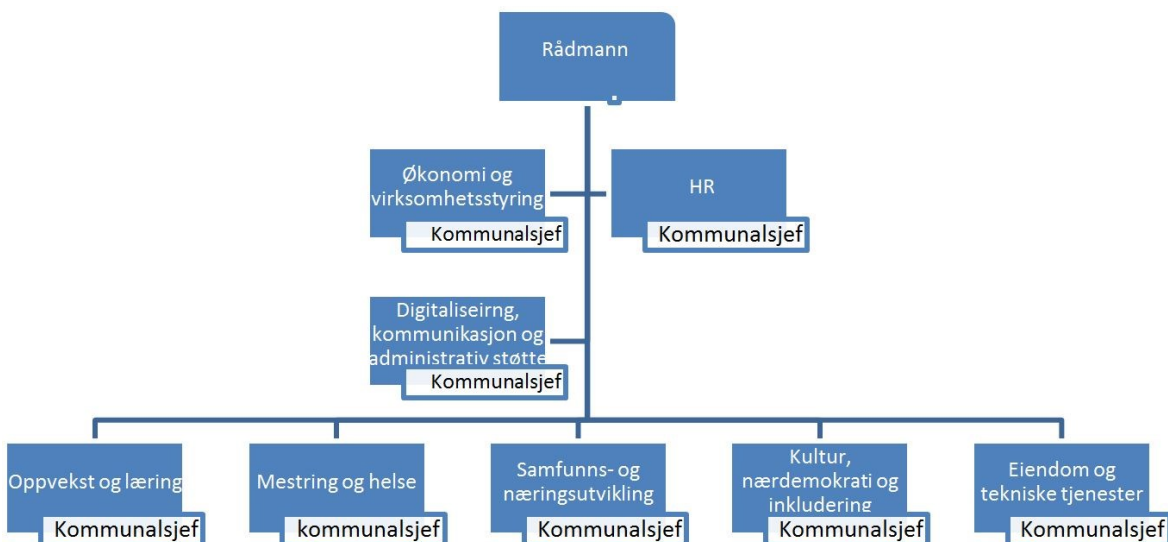 Rådmann
Økonomi og
virksomhetsstyring
Kommunalsjef
HR
Kommunalsjef
Digitaliseirng,
kommunikasjon og
administrativ støtte
Kommunalsjef
Oppvekst og læring
Kommunalsjef
Mestring og helse
kommunalsjef
Samfunns- og
næringsutvikling
Kommunalsjef
Kultur,
nærdemokrati og
inkludering
Kommunalsjef
Eiendom og
tekniske tjenester
Kommunalsjef